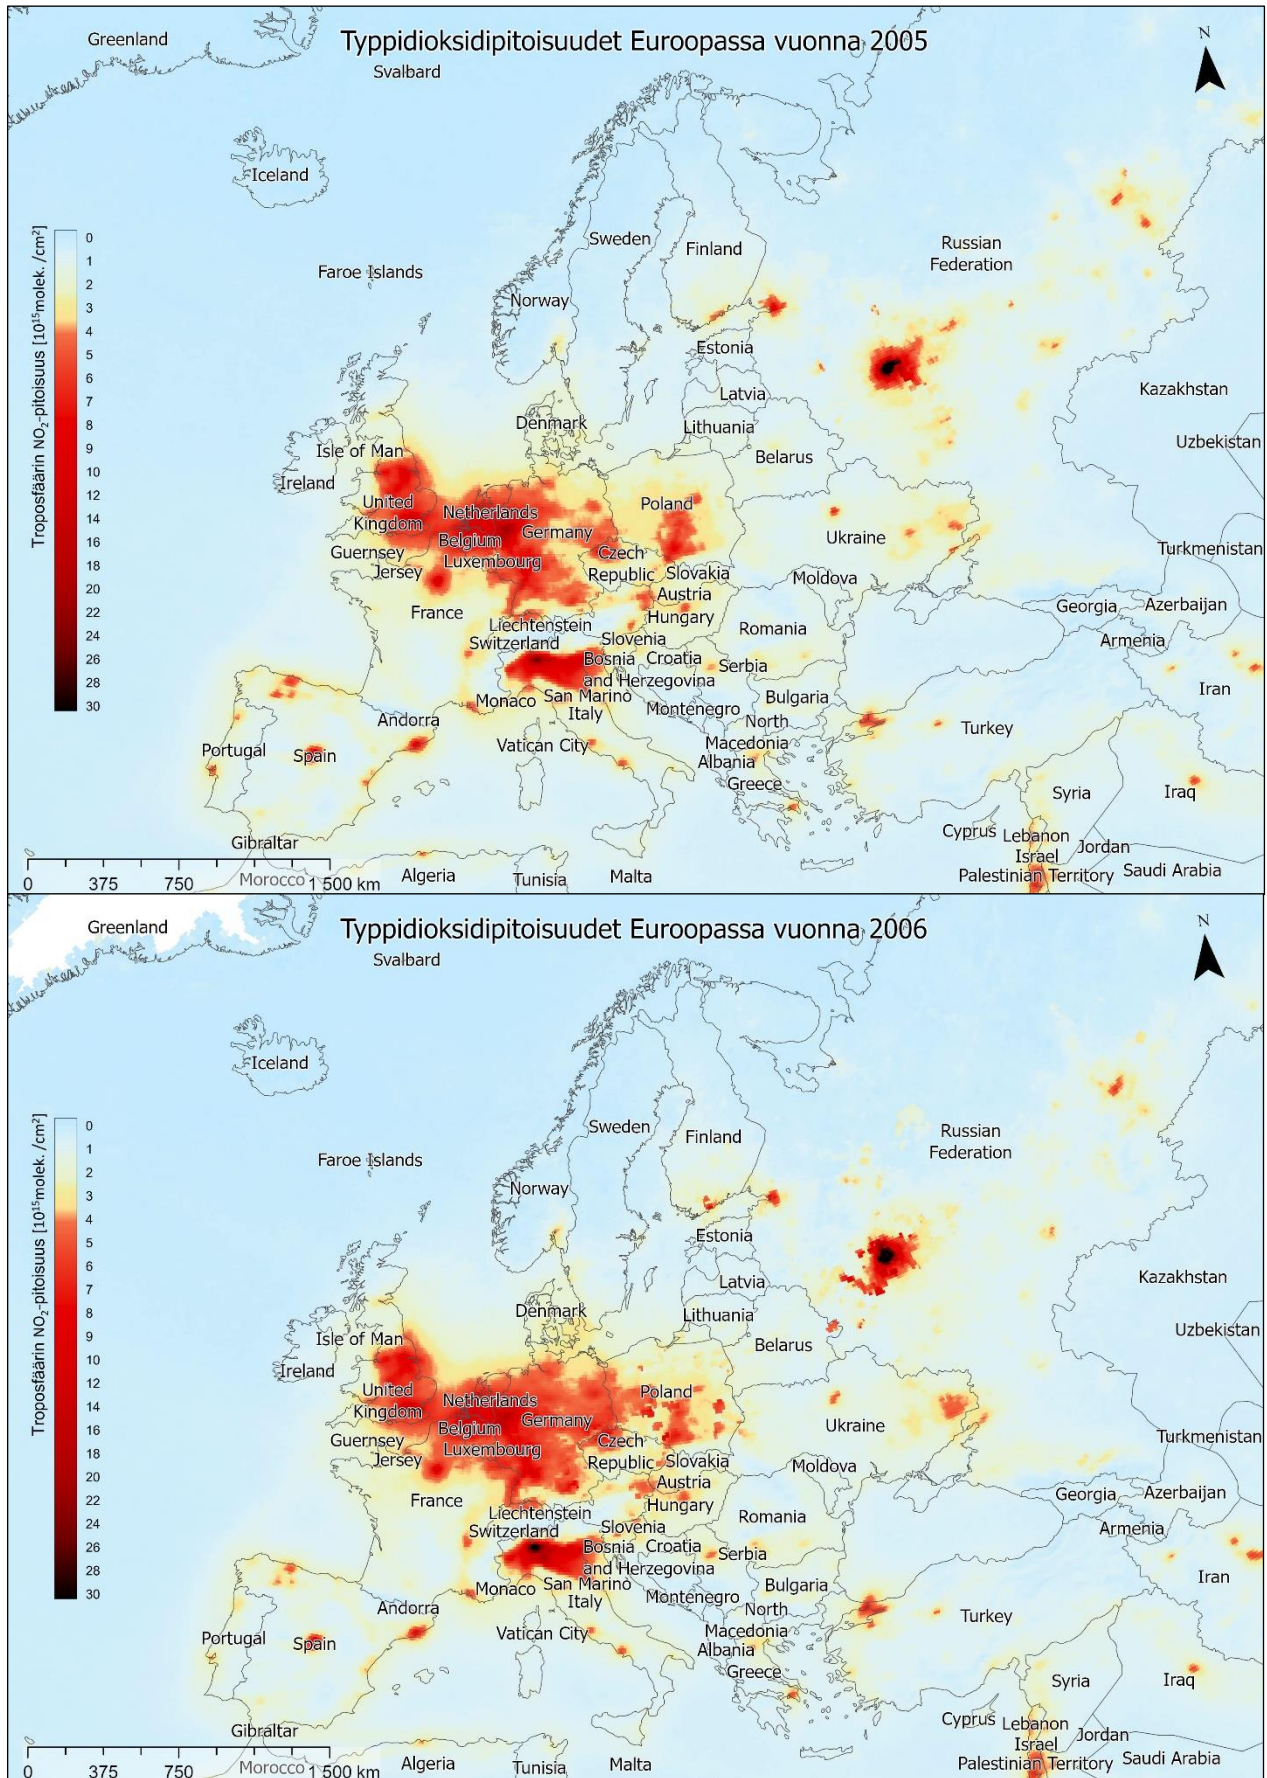 Typpidioksidipitoisuudet Euroopassa vuonna 2005
Greenland
Svalbard
N
Iceland
Sweden
Finland
Russian
Federation
Faroe Islands
Norway
Troposfäärin NO₂-pitoisuus [10¹⁵molek. /cm²]
0
1
2
3
4
5
6
7
8
9
10
12
14
16
18
20
22
24
26
28
30
Estonia
Kazakhstan
Latvia
Denmark
Lithuania
Uzbekistan
Isle of Man
Belarus
Ireland
United
Kingdom
Netherlands
Poland
Germany
Ukraine
Belgium
Guernsey
Czech
Republic
Turkmenistan
Luxembourg
Jersey
Slovakia
Moldova
Austria
France
Hungary
Georgia
Azerbaijan
Liechtenstein
Romania
Switzerland
Slovenia
Armenia
Bosnia
and Herzegovina
Croatia
Serbia
Iran
Monaco
San Marino
Bulgaria
Italy
Montenegro
Andorra
North
Macedonia
Turkey
Portugal
Spain
Vatican City
Albania
Greece
Syria
Iraq
Cyprus
Lebanon
Gibraltar
Israel
Jordan
Morocco
Algeria
Tunisia
Malta
Palestinian Territory
Saudi Arabia
0 375 750 1 500 km
Typpidioksidipitoisuudet Euroopassa vuonna 2006
Greenland
Svalbard
N
Iceland
Sweden
Finland
Russian
Federation
Faroe Islands
Norway
Troposfäärin NO₂-pitoisuus [10¹⁵molek. /cm²]
0
1
2
3
4
5
6
7
8
9
10
12
14
16
18
20
22
24
26
28
30
Estonia
Kazakhstan
Latvia
Denmark
Lithuania
Uzbekistan
Isle of Man
Belarus
Ireland
United
Kingdom
Netherlands
Poland
Germany
Ukraine
Belgium
Guernsey
Czech
Republic
Turkmenistan
Luxembourg
Jersey
Slovakia
Moldova
Austria
France
Hungary
Georgia
Azerbaijan
Liechtenstein
Romania
Switzerland
Slovenia
Armenia
Bosnia
and Herzegovina
Croatia
Serbia
Iran
Monaco
San Marino
Bulgaria
Italy
Montenegro
Andorra
North
Macedonia
Turkey
Portugal
Spain
Vatican City
Albania
Greece
Syria
Iraq
Cyprus
Lebanon
Gibraltar
Israel
Jordan
Morocco
Algeria
Tunisia
Malta
Palestinian Territory
Saudi Arabia
0 375 750 1 500 km